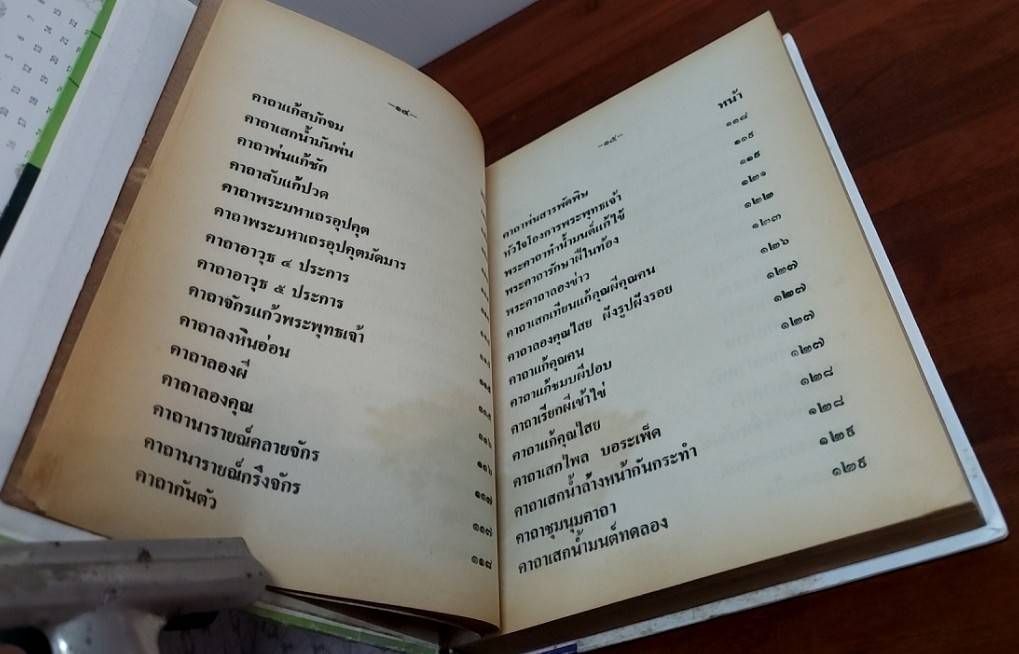 -๑๔-
คาถาแก้สบักจม
คาถาเสกน้ำมันพ่น
คาถาพ่นแก้ชัก
คาถาสับแก้ปวด
คาถาพระมหาเถรอุปคุต
คาถาพระมหาเถรอุปคุตมัดมาร
คาถาอาวุธ ๔ ประการ
คาถาอาวุธ ๕ ประการ
คาถาจักรแก้วพระพุทธเจ้า
คาถาลงหินอ่อน
คาถาลองผี
คาถาลองคุณ
คาถานารายณ์คลายจักร ๑๑๖
คาถานารายณ์กริ้งจักร ๑๑๗
คาถากันตัว ๑๑๘
-๑๕-
หน้า
คาถาพ่นสารพัดพิษ ๑๑๘
หัวใจโองการพระพุทธเจ้า ๑๑๙
พระคาถาทำน้ำมนต์แก้ไข้ ๑๑๙
พระคาถารักษาฝีในท้อง ๑๒๑
พระคาถาลองข่าว ๑๒๒
คาถาเสกเทียนแก้คุณผีคุณคน ๑๒๓
คาถาลองคุณไสย ฝังรูปฝังรอย ๑๒๖
คาถาแก้คุณคน ๑๒๗
คาถาแก้ชมบผีปอบ ๑๒๗
คาถาเรียกผีเข้าไข่ ๑๒๗
คาถาแก้คุณไสย ๑๒๗
คาถาเสกไพล บอระเพ็ด ๑๒๘
คาถาเสกน้ำล้างหน้ากันกระทำ ๑๒๘
คาถาชุมนุมคาถา ๑๒๙
คาถาเสกน้ำมนต์ทดลอง ๑๒๙